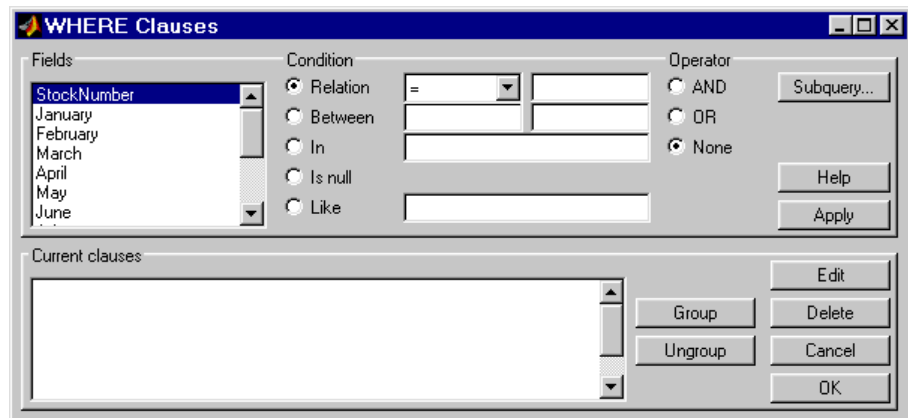 WHERE Clauses
Fields
Condition
Operator
StockNumber
January
February
March
April
May
June
Relation
=
Between
In
Is null
Like
AND
OR
None
Subquery...
Help
Apply
Current clauses
Group
Ungroup
Edit
Delete
Cancel
OK